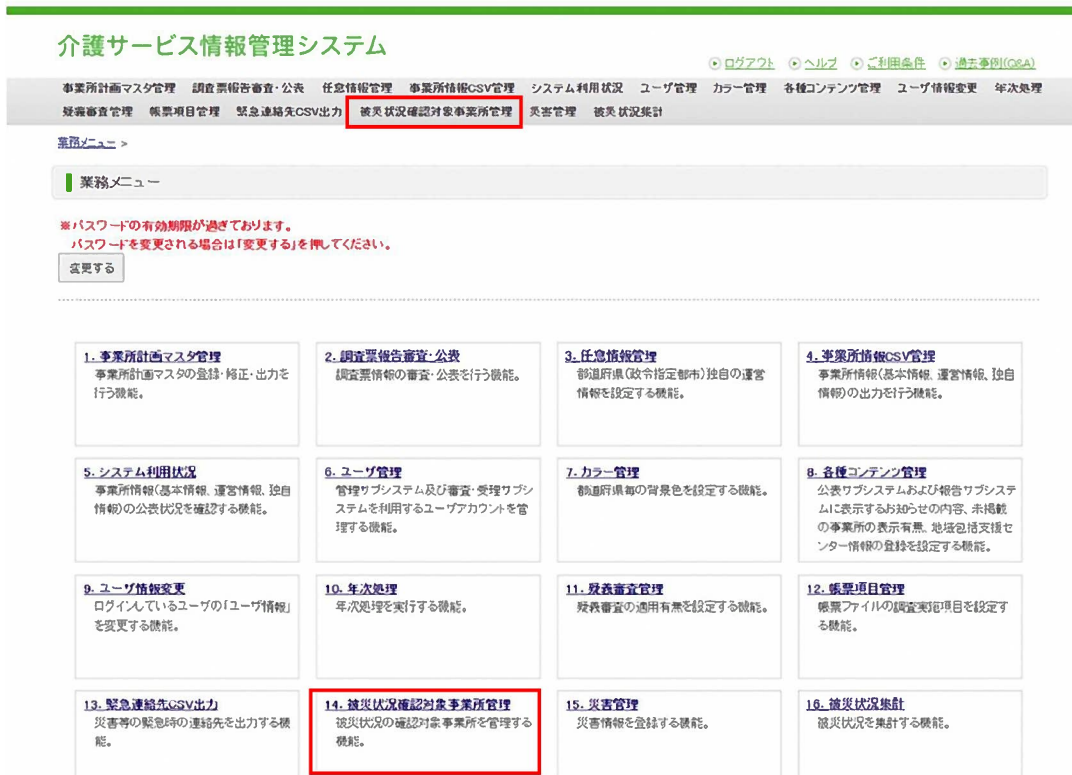 介護サービス情報管理システム
ログアウト ヘルプ ご利用条件 過去事例(Q&A)
事業所計画マスタ管理 調査票報告審査・公表 任意情報管理 事業所情報CSV管理 システム利用状況 ユーザ管理 カラー管理 各種コンテンツ管理 ユーザ情報変更 年次処理
疑義審査管理 帳票項目管理 緊急連絡先CSV出力 被災状況確認対象事業所管理 災害管理 被災状況集計
業務メニュー >
業務メニュー
※パスワードの有効期限が過ぎております。
パスワードを変更される場合は「変更する」を押してください。
変更する
1. 事業所計画マスタ管理
事業所計画マスタの登録・修正・出力を
行う機能。
2. 調査票報告審査・公表
調査票情報の審査・公表を行う機能。
3. 任意情報管理
都道府県(政令指定都市)独自の運営
情報を設定する機能。
4. 事業所情報CSV管理
事業所情報(基本情報、運営情報、独自
情報)の出力を行う機能。
5. システム利用状況
事業所情報(基本情報、運営情報、独自
情報)の公表状況を確認する機能。
6. ユーザ管理
管理サブシステム及び審査・受理サブシ
ステムを利用するユーザアカウントを管
理する機能。
7. カラー管理
都道府県毎の背景色を設定する機能。
8. 各種コンテンツ管理
公表サブシステムおよび報告サブシステ
ムに表示するお知らせの内容、未掲載
の事業所の表示有無、地域包括支援セ
ンター情報の登録を設定する機能。
9. ユーザ情報変更
ログインしているユーザの「ユーザ情報」
を変更する機能。
10. 年次処理
年次処理を実行する機能。
11. 疑義審査管理
疑義審査の適用有無を設定する機能。
12. 帳票項目管理
帳票ファイルの調査実施項目を設定す
る機能。
13. 緊急連絡先CSV出力
災害等の緊急時の連絡先を出力する機
能。
14. 被災状況確認対象事業所管理
被災状況の確認対象事業所を管理する
機能。
15. 災害管理
災害情報を登録する機能。
16. 被災状況集計
被災状況を集計する機能。